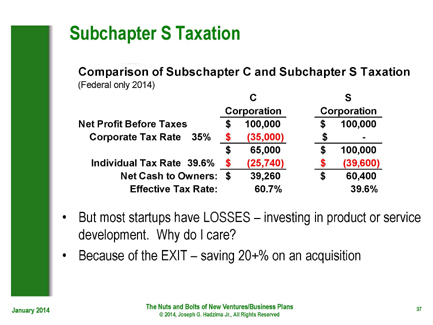 Subchapter S Taxation
Comparison of Subschapter C and Subchapter S Taxation
(Federal only 2014)
C S
Corporation Corporation
Net Profit Before Taxes $ 100,000 $ 100,000
Corporate Tax Rate 35% $ (35,000) $ -
$ 65,000 $ 100,000
Individual Tax Rate 39.6% $ (25,740) $ (39,600)
Net Cash to Owners: $ 39,260 $ 60,400
Effective Tax Rate: 60.7% 39.6%
• But most startups have LOSSES – investing in product or service
development. Why do I care?
• Because of the EXIT – saving 20+% on an acquisition
January 2014
The Nuts and Bolts of New Ventures/Business Plans
© 2014, Joseph G. Hadzima Jr., All Rights Reserved
37